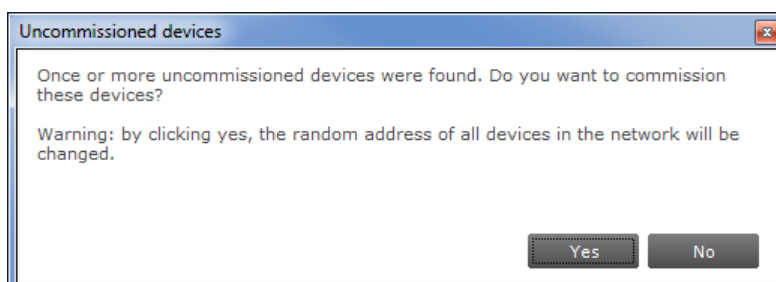 Uncommissioned devices
Once or more uncommissioned devices were found. Do you want to commission
these devices?
Warning: by clicking yes, the random address of all devices in the network will be
changed.
Yes No